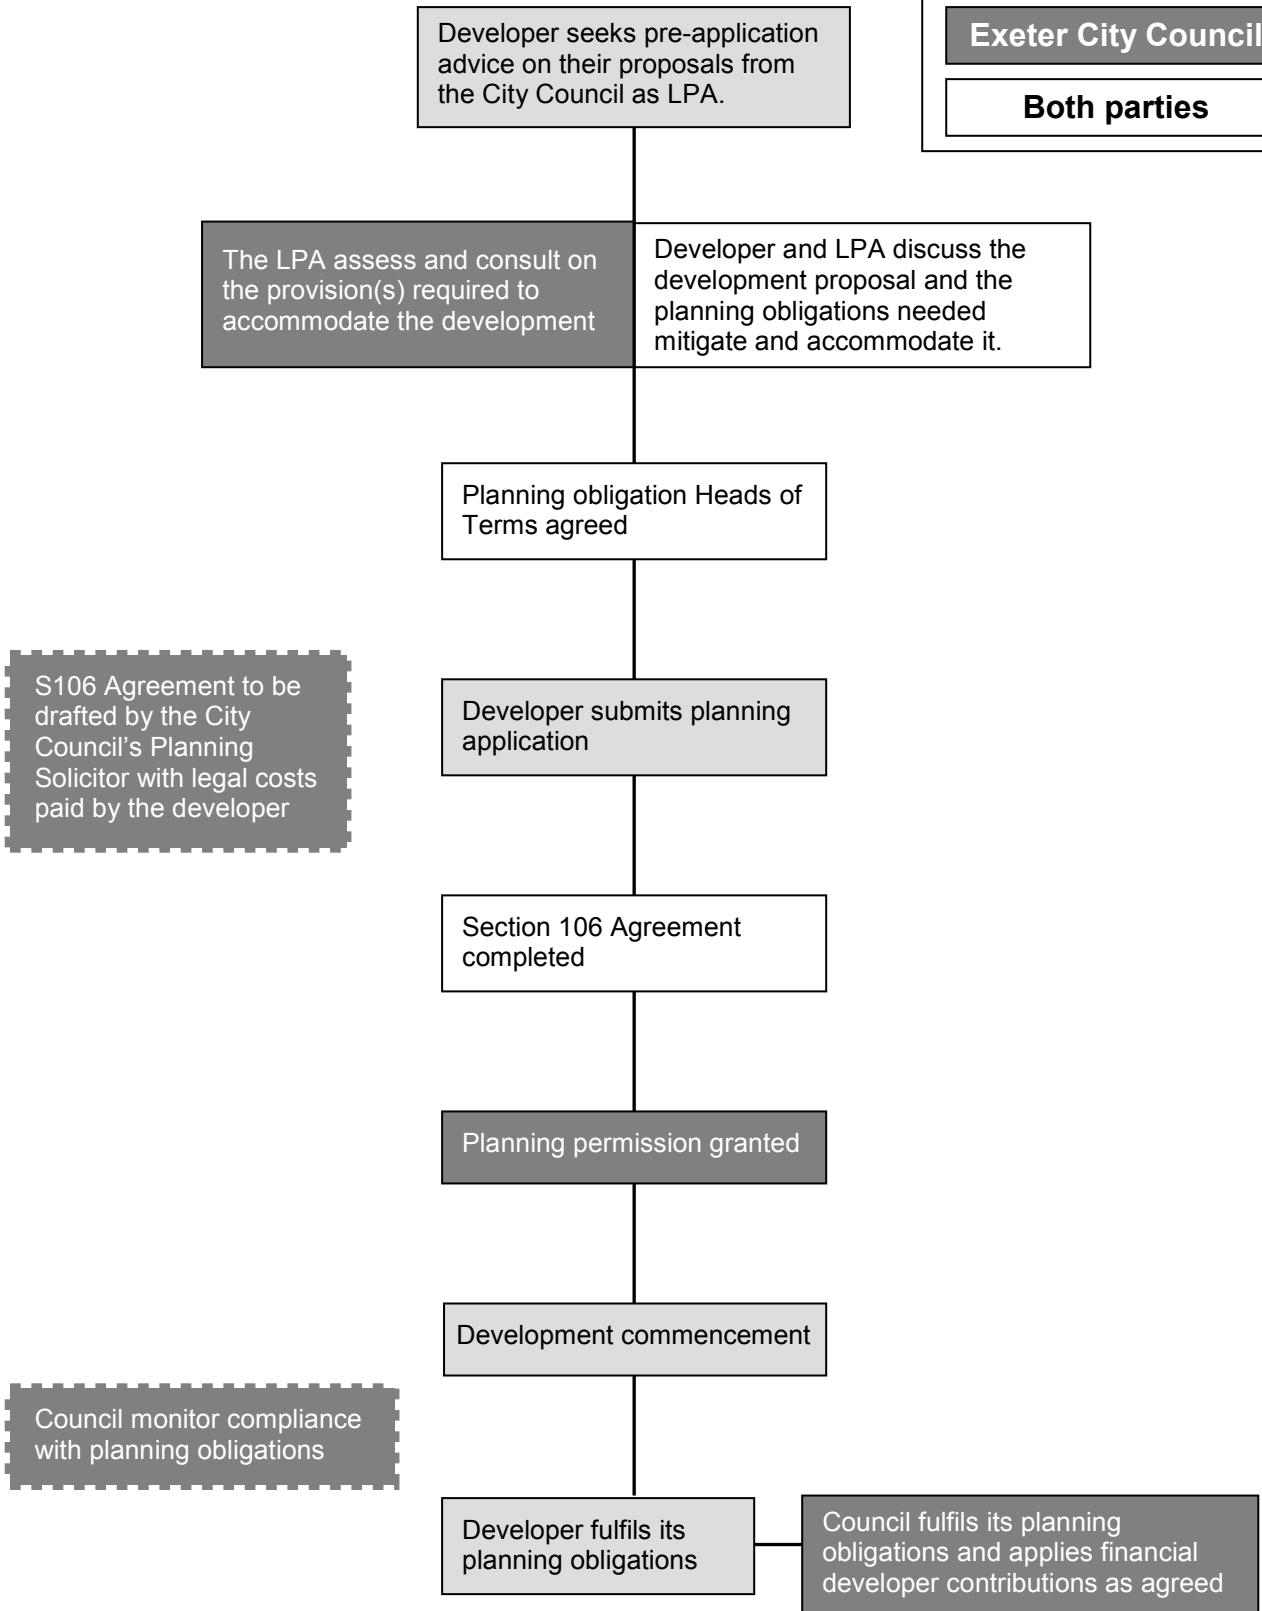 Developer seeks pre-application
advice on their proposals from
the City Council as LPA.
Exeter City Council
Both parties
The LPA assess and consult on
the provision(s) required to
accommodate the development
Developer and LPA discuss the
development proposal and the
planning obligations needed
mitigate and accommodate it.
Planning obligation Heads of
Terms agreed
S106 Agreement to be
drafted by the City
Council’s Planning
Solicitor with legal costs
paid by the developer
Developer submits planning
application
Section 106 Agreement
completed
Planning permission granted
Development commencement
Council monitor compliance
with planning obligations
Developer fulfils its
planning obligations
Council fulfils its planning
obligations and applies financial
developer contributions as agreed